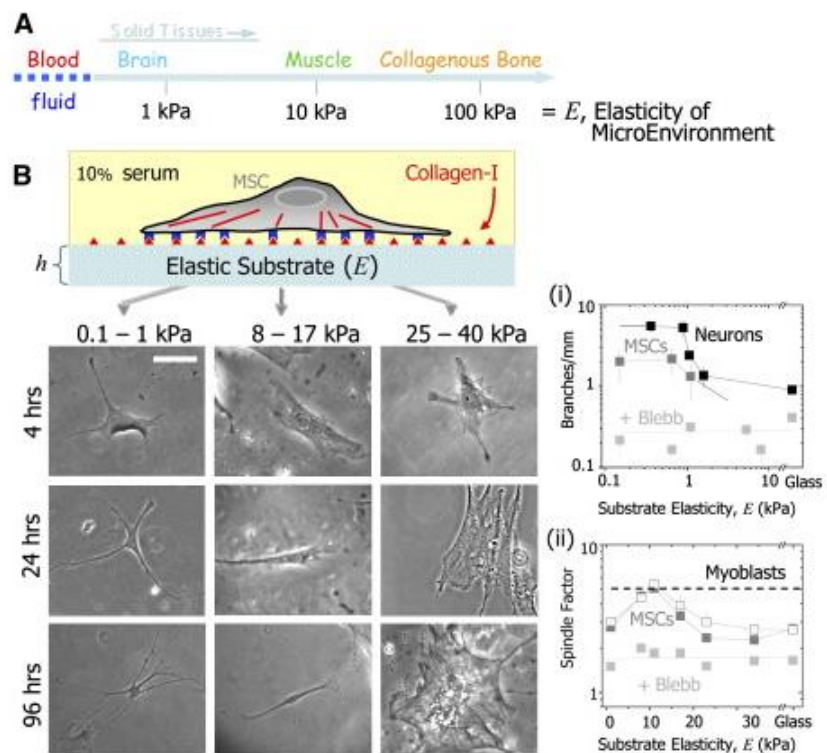 A
Solid Tissues
Blood Brain Muscle Collagenous Bone
fluid
1 kPa 10 kPa 100 kPa = E, Elasticity of
MicroEnvironment
B
10% serum
MSC
Collagen-I
h
Elastic Substrate (E)
0.1 – 1 kPa 8 – 17 kPa 25 – 40 kPa
4 hrs
24 hrs
96 hrs
(i)
10
1
0.1
Branches/mm
Neurons
MSCs
+ Blebb
0.1 1 10 Glass
Substrate Elasticity, E (kPa)
(ii)
10
1
Spindle Factor
Myoblasts
MSCs
+ Blebb
0 10 20 30 Glass
Substrate Elasticity, E (kPa)